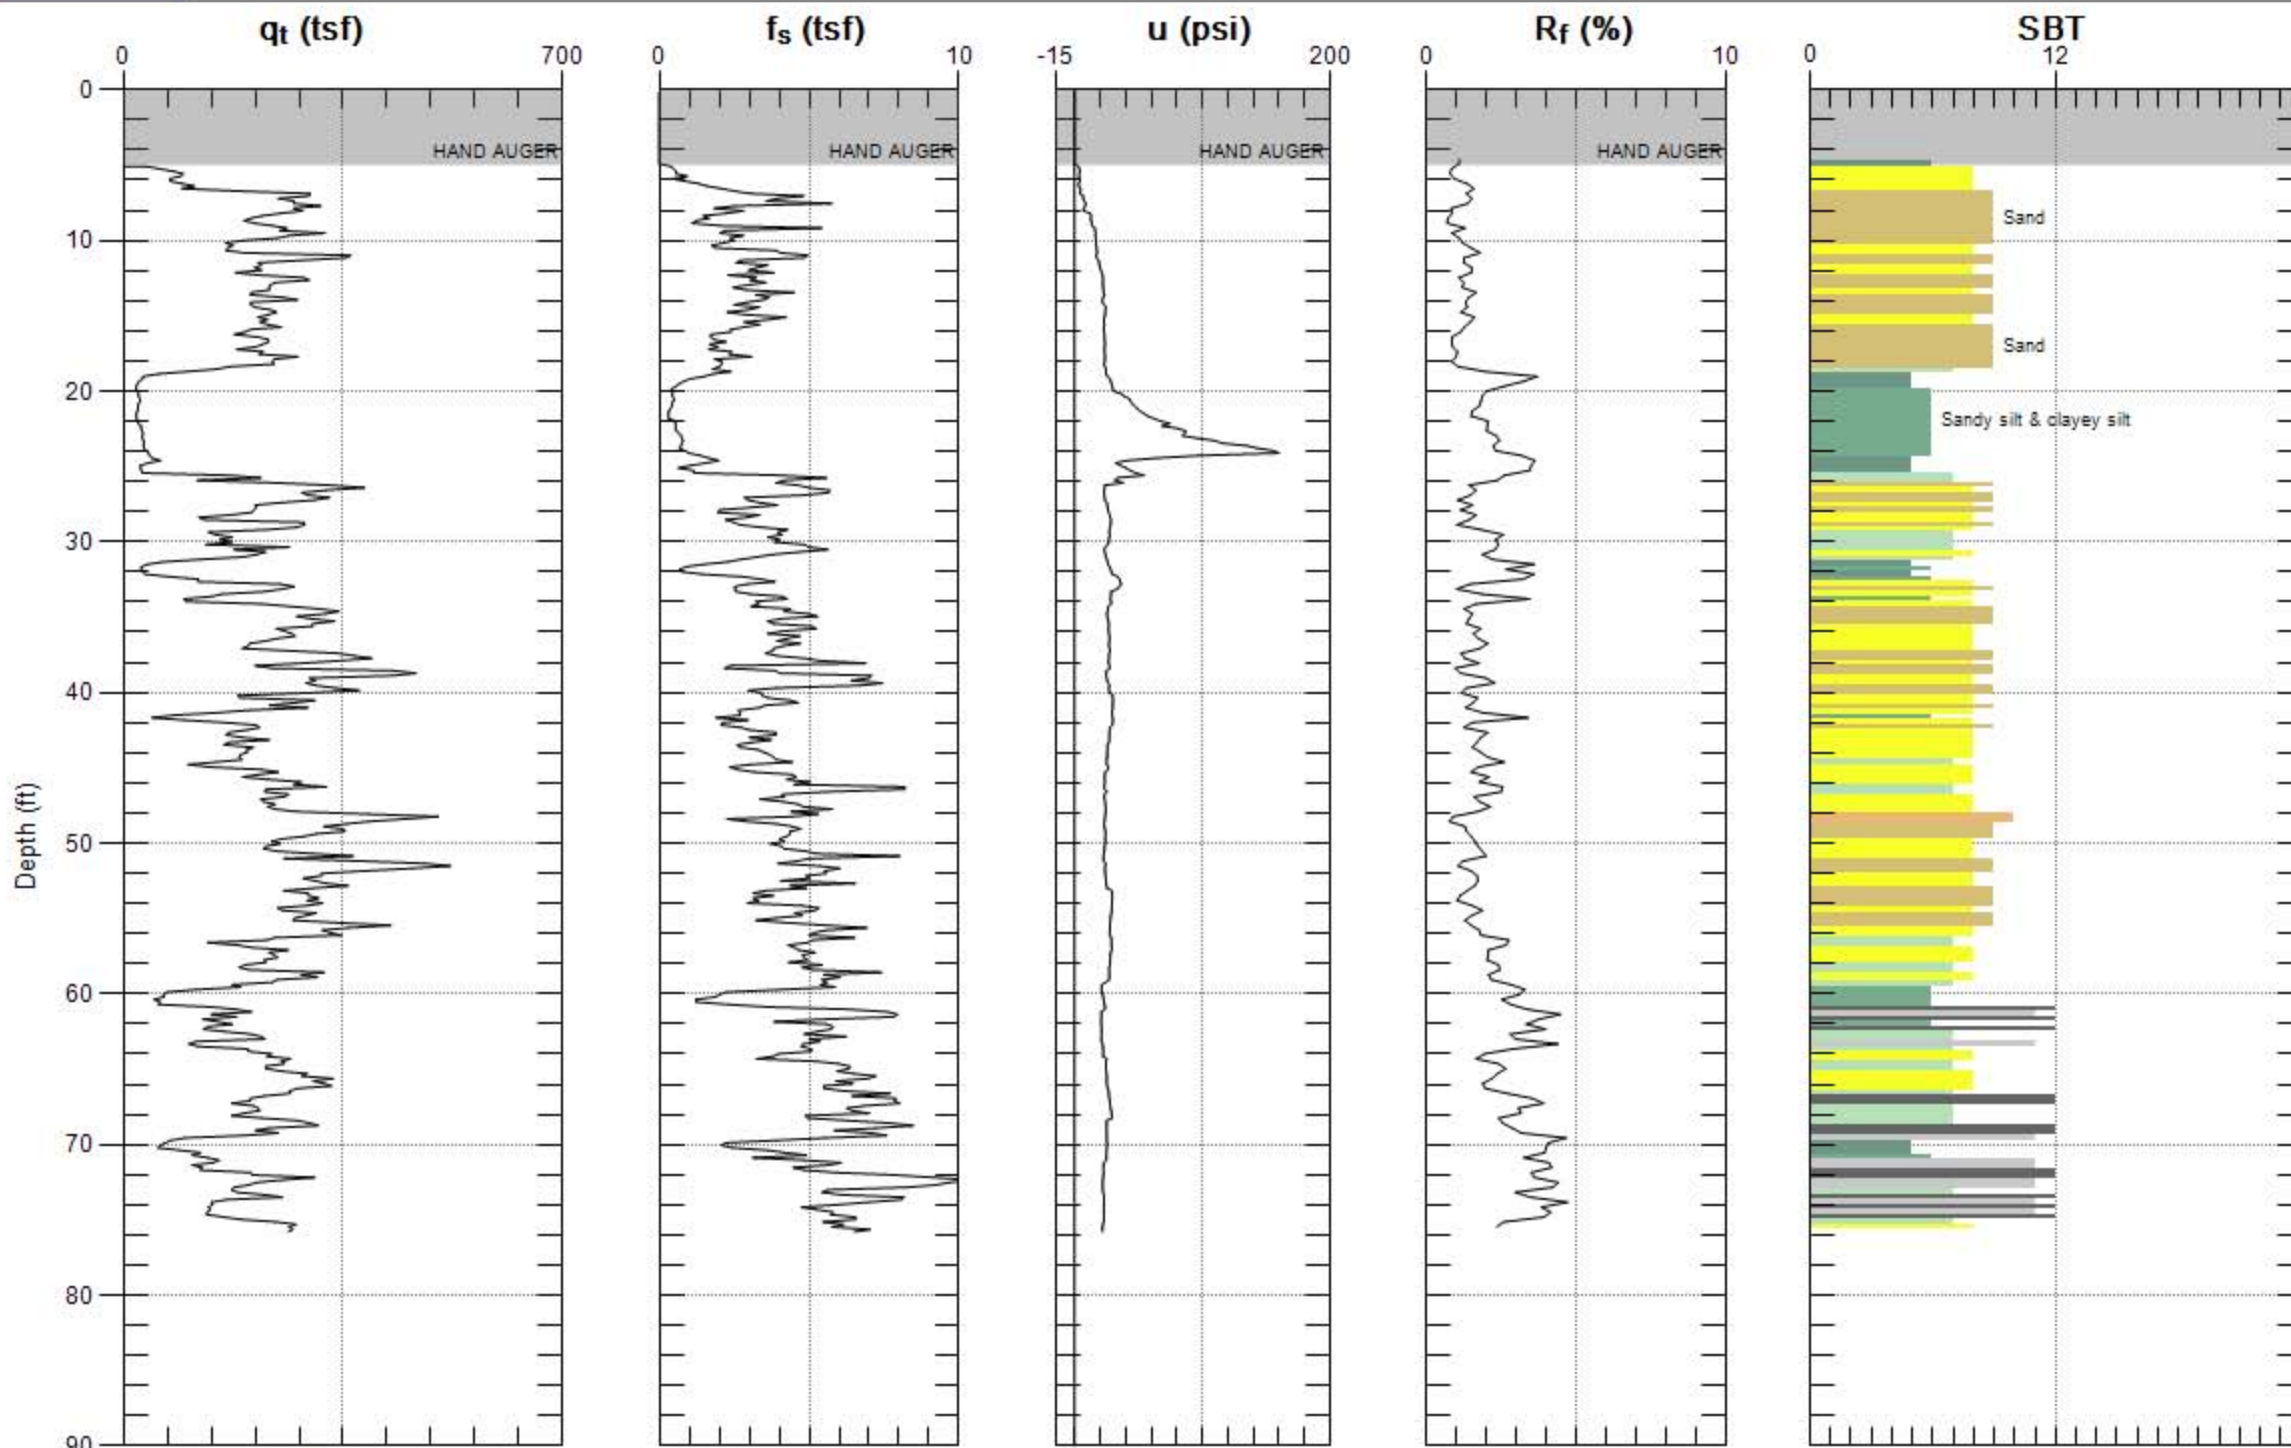 qt (tsf) fs (tsf) u (psi) Rf (%) SBT
0 700 0 10 -15 200 0 10 0 12
0
HAND AUGER HAND AUGER HAND AUGER HAND AUGER
Sand
10
Sand
20
Sandy silt & clayey silt
30
40
Depth (ft)
50
60
70
80
90